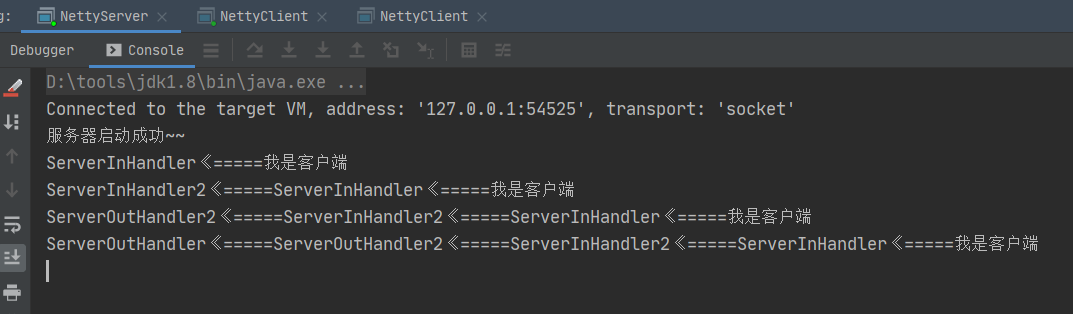 g: NettyServer NettyClient NettyClient
Debugger Console
D:\tools\jdk1.8\bin\java.exe ...
Connected to the target VM, address: '127.0.0.1:54525', transport: 'socket'
服务器启动成功~~
ServerInHandler《=====我是客户端
ServerInHandler2《=====ServerInHandler《=====我是客户端
ServerOutHandler2《=====ServerInHandler2《=====ServerInHandler《=====我是客户端
ServerOutHandler《=====ServerOutHandler2《=====ServerInHandler2《=====ServerInHandler《=====我是客户端